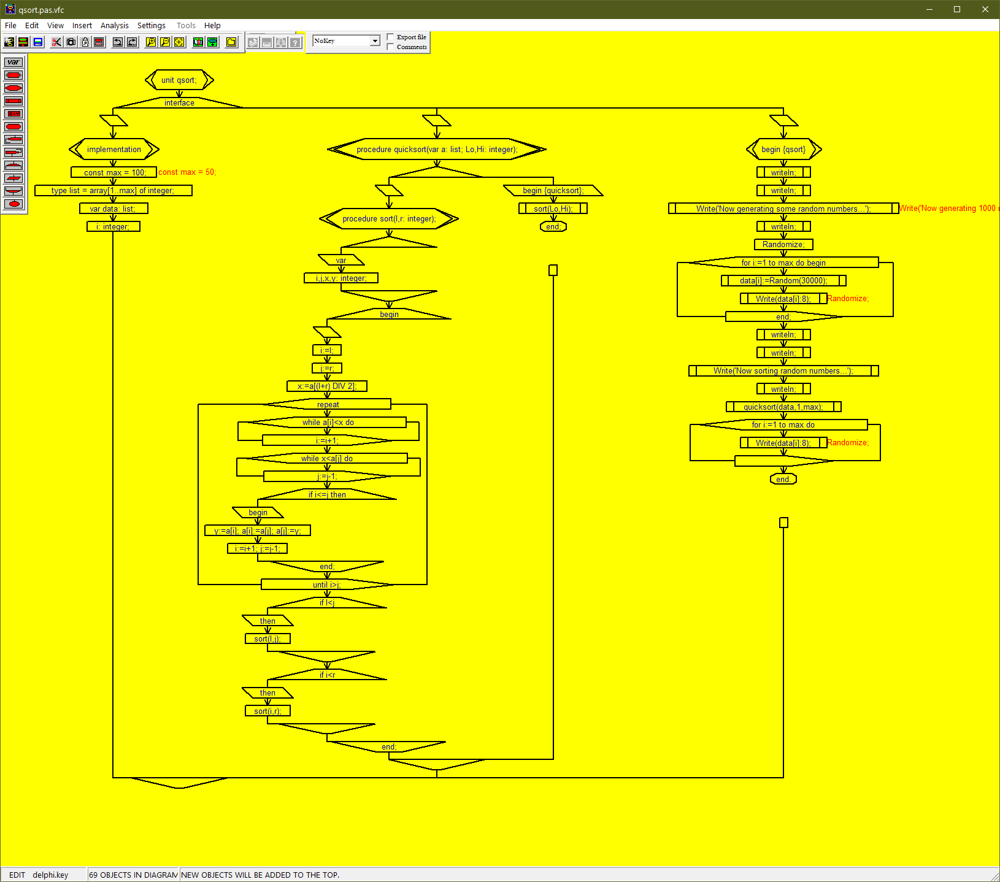 qsort.pas.vfc
File Edit View Insert Analysis Settings Tools Help
NoKey
Export file
Comments
var
X=Y
unit qsort;
interface
implementation
const max = 100; const max = 50;
type list = array[1..max] of integer;
var data: list;
i: integer;
procedure quicksort(var a: list; Lo,Hi: integer);
procedure sort(l,r: integer);
var
i,j,x,y: integer;
begin
i:=l;
j:=r;
x:=a[(l+r) DIV 2];
repeat
while a[i]<x do
i:=i+1;
while x<a[j] do
j:=j-1;
if i<=j then
begin
y:=a[i]; a[i]:=a[j]; a[j]:=y;
i:=i+1; j:=j-1;
end;
until i>j;
if l<j
then
sort(l,j);
if i<r
then
sort(i,r);
end;
begin {quicksort};
sort(Lo,Hi);
end;
begin {qsort}
writeln;
writeln;
Write('Now generating some random numbers...'); Write('Now generating 1000
writeln;
Randomize;
for i:=1 to max do begin
data[i]:=Random(30000);
Write(data[i]:8); Randomize;
end;
writeln;
writeln;
Write('Now sorting random numbers...');
writeln;
quicksort(data,1,max);
for i:=1 to max do
Write(data[i]:8); Randomize;
end.
EDIT delphi.key 69 OBJECTS IN DIAGRAM NEW OBJECTS WILL BE ADDED TO THE TOP.